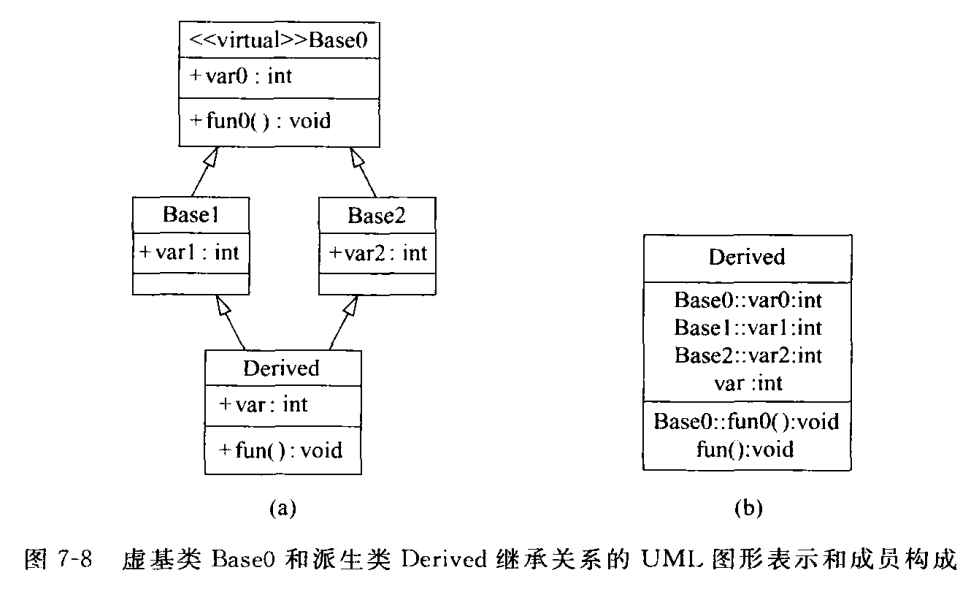 <<virtual>>Base0
+var0 : int
+fun0( ) : void
Base1
+var1 : int
Base2
+var2 : int
Derived
+var : int
+fun() : void
(a)
Derived
Base0::var0:int
Base1::var1:int
Base2::var2:int
var :int
Base0::fun0():void
fun():void
(b)
图 7-8 虚基类 Base0 和派生类 Derived 继承关系的 UML 图形表示和成员构成